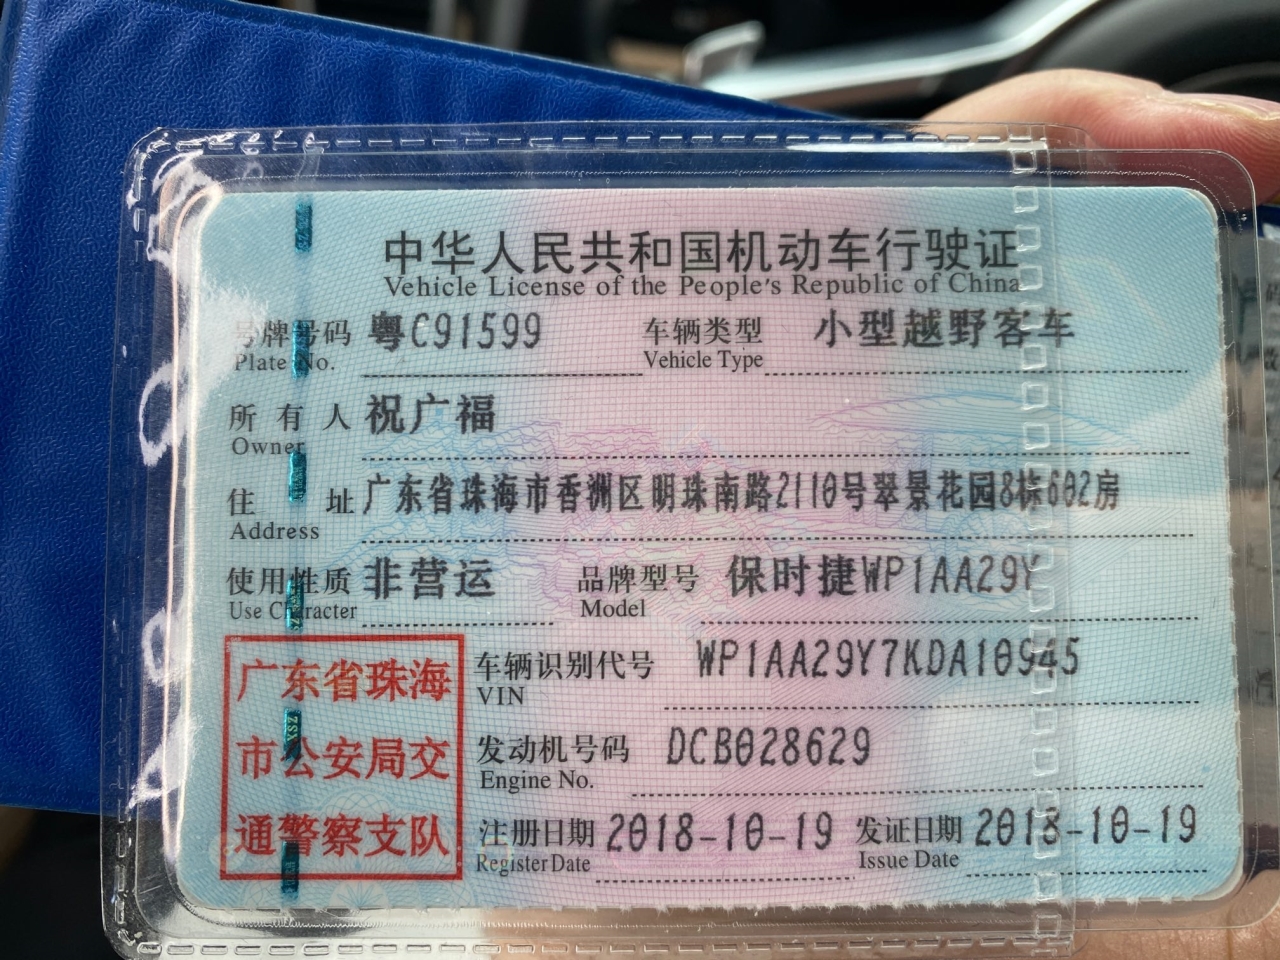 中华人民共和国机动车行驶证
Vehicle License of the People's Republic of China
号牌号码 粤C91599 车辆类型 小型越野客车
Plate No. Vehicle Type
所有人 祝广福
Owner
住址 广东省珠海市香洲区明珠南路2110号翠景花园8栋602房
Address
使用性质 非营运 品牌型号 保时捷WP1AA29Y
Use Character Model
广东省珠海
市公安局交
通警察支队
车辆识别代号 WP1AA29Y7KDA10945
VIN
发动机号码 DCB028629
Engine No.
注册日期 2018-10-19 发证日期 2018-10-19
Register Date Issue Date